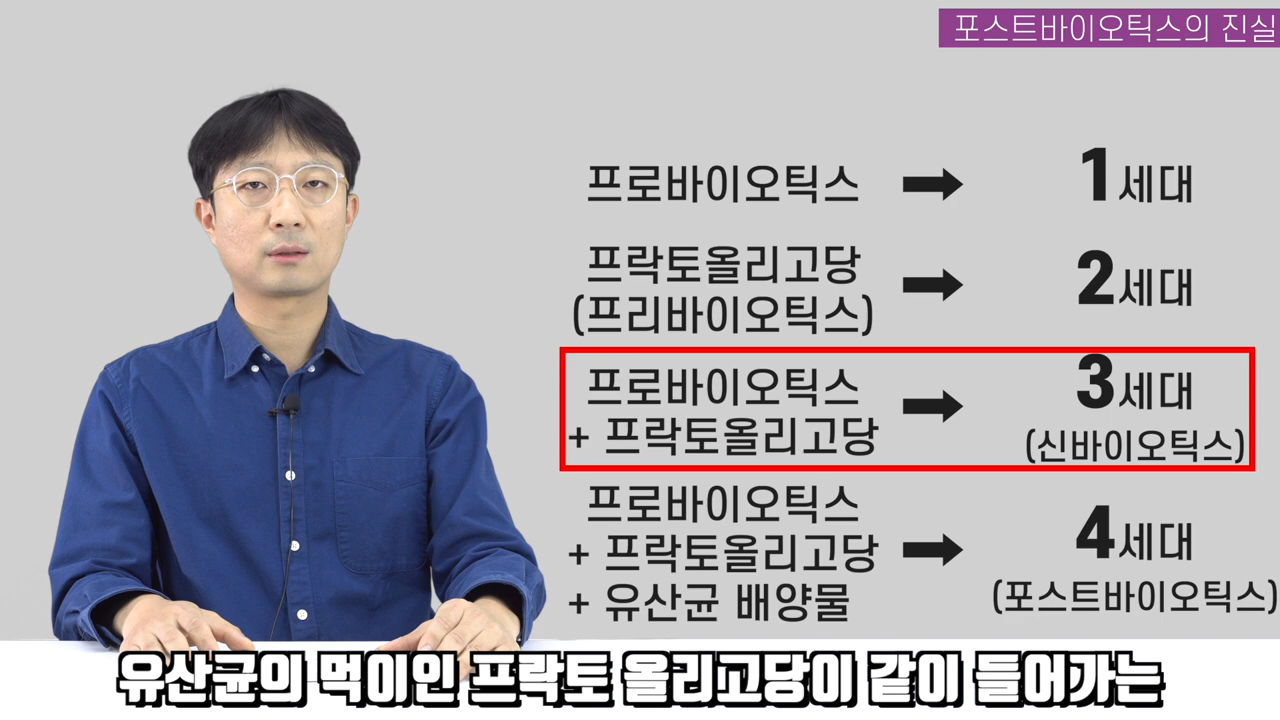 포스트바이오틱스의 진실
프로바이오틱스 → 1세대
프락토올리고당
(프리바이오틱스) → 2세대
프로바이오틱스
+ 프락토올리고당 → 3세대
(신바이오틱스)
프로바이오틱스
+ 프락토올리고당
+ 유산균 배양물 → 4세대
(포스트바이오틱스)
유산균의 먹이인 프락토 올리고당이 같이 들어가는